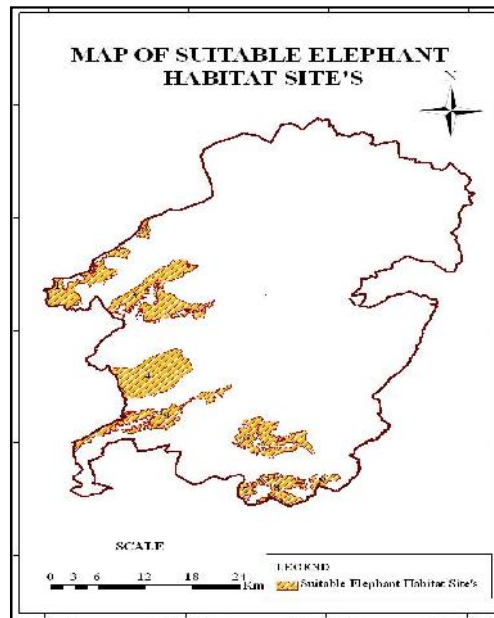 MAP OF SUITABLE ELEPHANT
HABITAT SITE'S
N
SCALE
0 3 6 12 18 24
Km
LEGEND
Suitable Elephant Habitat Site's